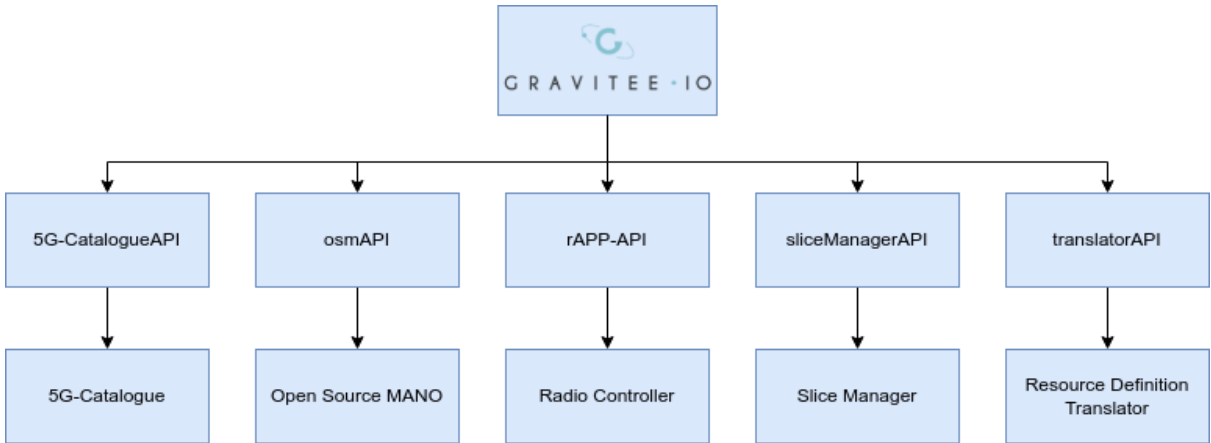 GRAVITEE·IO
5G-CatalogueAPI
osmAPI
rAPP-API
sliceManagerAPI
translatorAPI
5G-Catalogue
Open Source MANO
Radio Controller
Slice Manager
Resource Definition
Translator